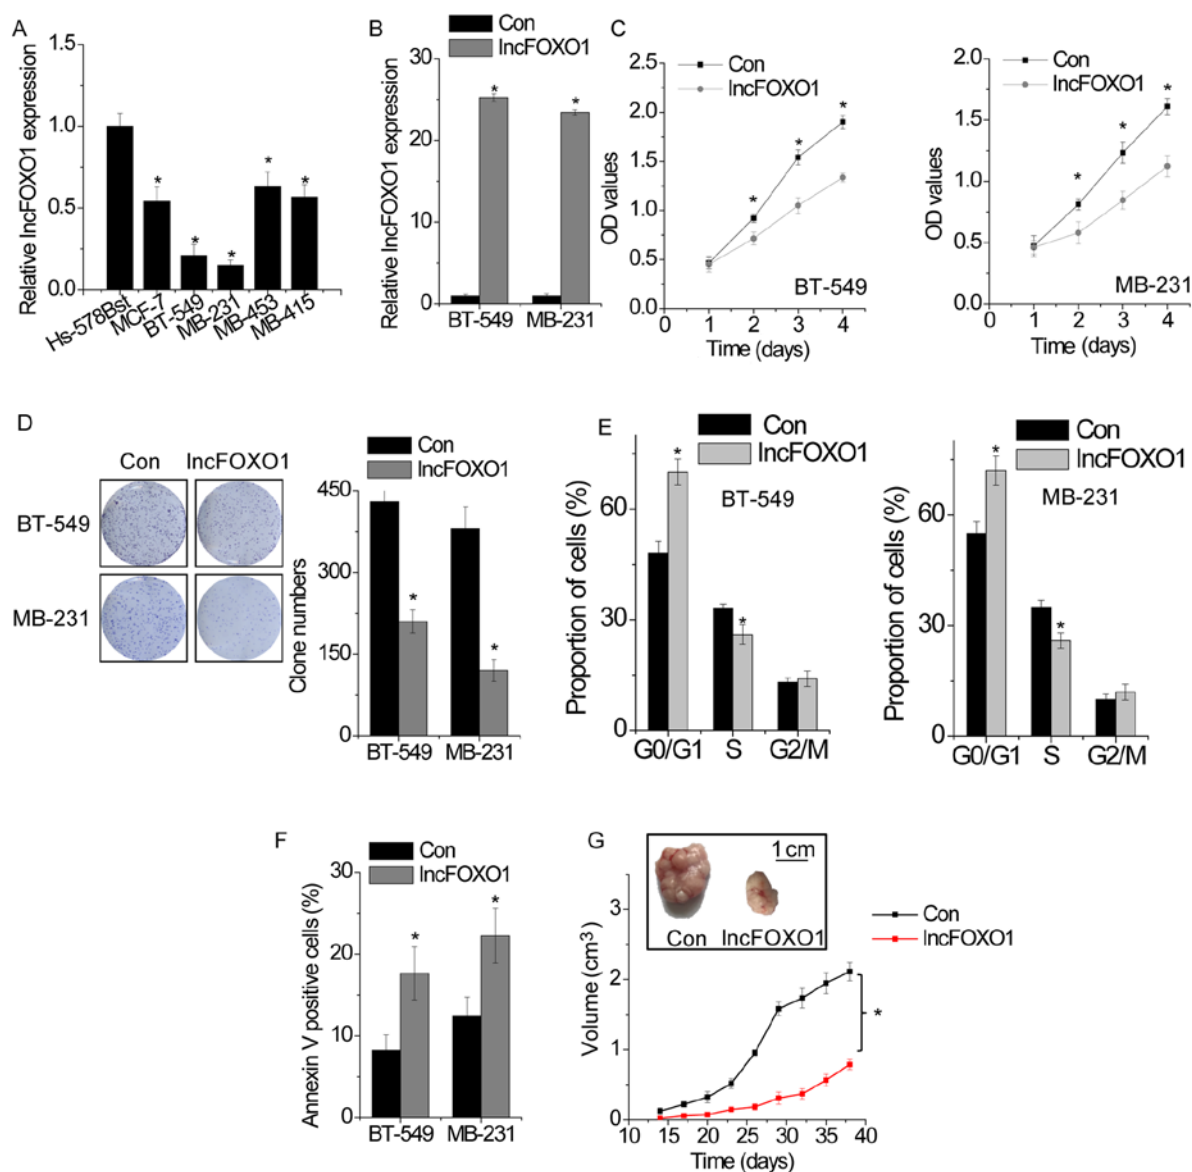 A
Relative lncFOXO1 expression
1.0
0.5
0.0
Hs-578Bst
MCF-7
BT-549
MB-231
MB-453
MB-415
* * * * *
B
Con
lncFOXO1
Relative lncFOXO1 expression
30
20
10
0
* *
BT-549 MB-231
C
OD values
2.5
2.0
1.5
1.0
0.5
0.0
Con
lncFOXO1
* * *
BT-549
0 1 2 3 4
Time (days)
OD values
2.0
1.5
1.0
0.5
0.0
Con
lncFOXO1
* * *
MB-231
0 1 2 3 4
Time (days)
D
Con lncFOXO1
BT-549
MB-231
Con
lncFOXO1
Clone numbers
450
300
150
0
* *
BT-549 MB-231
E
Con
lncFOXO1
BT-549
Proportion of cells (%)
60
30
0
* *
G0/G1 S G2/M
Con
lncFOXO1
MB-231
Proportion of cells (%)
60
30
0
* *
G0/G1 S G2/M
F
Con
lncFOXO1
Annexin V positive cells (%)
30
20
10
0
* *
BT-549 MB-231
G
1 cm
Con lncFOXO1
Con
lncFOXO1
Volume (cm³)
3
2
1
0
*
10 15 20 25 30 35 40
Time (days)